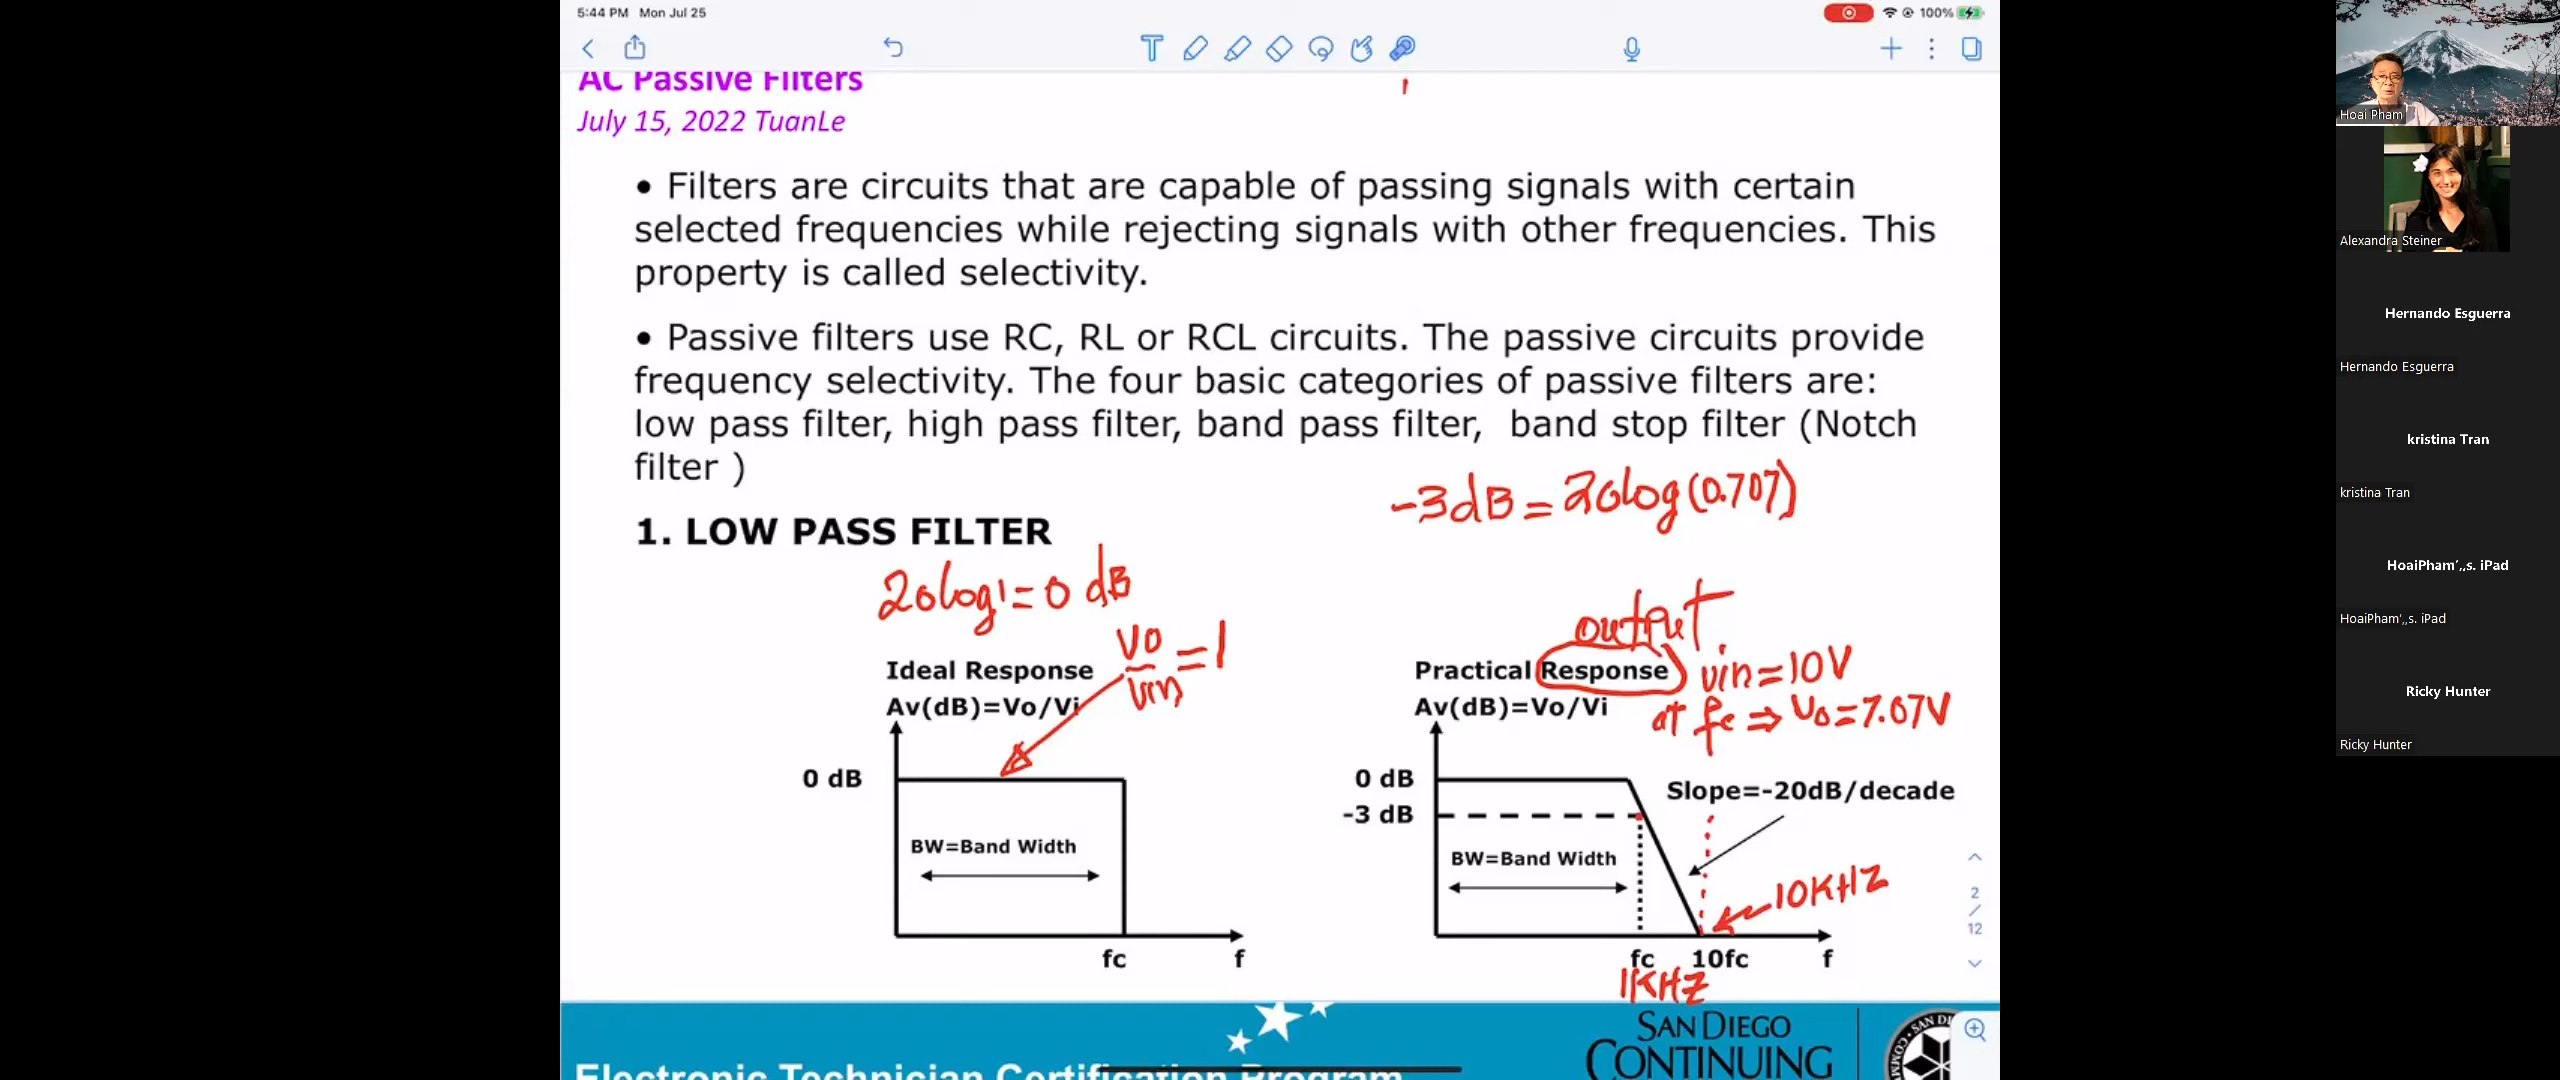 5:44 PM Mon Jul 25
100%
AC Passive Filters
July 15, 2022 TuanLe
• Filters are circuits that are capable of passing signals with certain
selected frequencies while rejecting signals with other frequencies. This
property is called selectivity.
• Passive filters use RC, RL or RCL circuits. The passive circuits provide
frequency selectivity. The four basic categories of passive filters are:
low pass filter, high pass filter, band pass filter, band stop filter (Notch
filter )
-3dB = 20log(0.707)
1. LOW PASS FILTER
20log1 = 0 dB
Vo/Vin = 1
Ideal Response
Av(dB)=Vo/Vi
0 dB
BW=Band Width
fc
f
output
Practical Response
vin = 10V
Av(dB)=Vo/Vi
at fc ⇒ Vo = 7.07V
0 dB
-3 dB
Slope=-20dB/decade
BW=Band Width
10KHZ
fc
10fc
f
1KHZ
2
/
12
SAN DIEGO
CONTINUING
Electronic Technician Certification Program
Hoai Pham
Alexandra Steiner
Hernando Esguerra
Hernando Esguerra
kristina Tran
kristina Tran
HoaiPham',,s. iPad
HoaiPham',,s. iPad
Ricky Hunter
Ricky Hunter